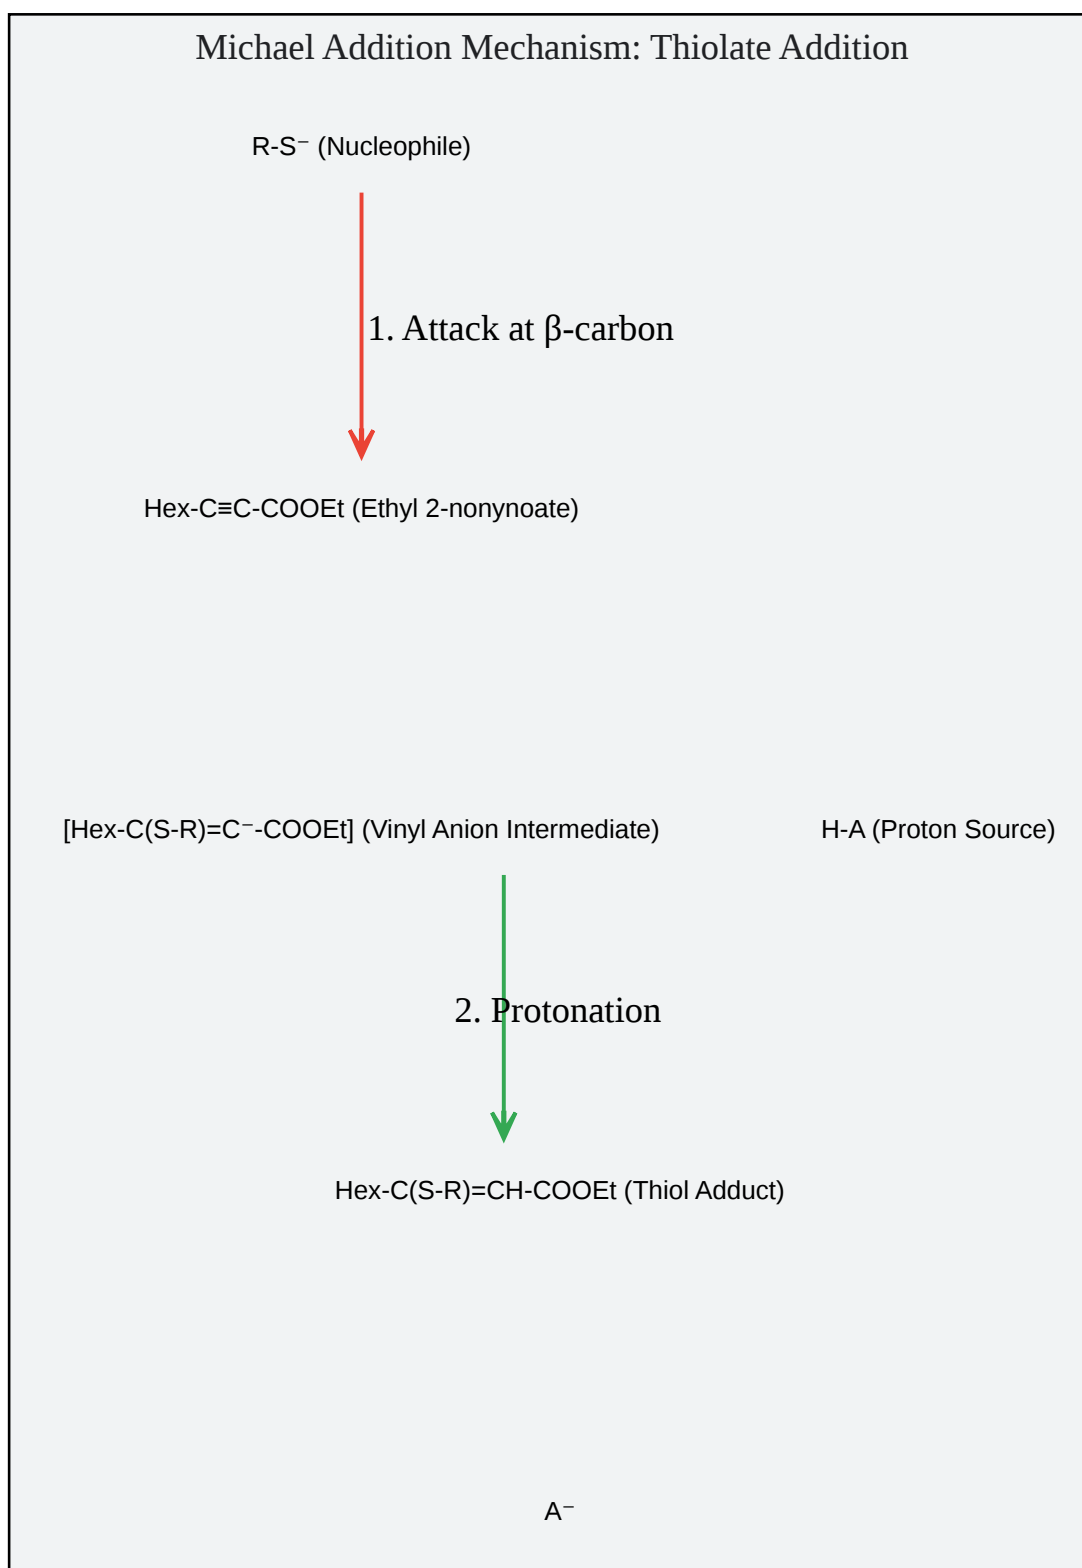 Michael Addition Mechanism: Thiolate Addition
R-S⁻ (Nucleophile)
1. Attack at β-carbon
Hex-C≡C-COOEt (Ethyl 2-nonynoate)
[Hex-C(S-R)=C⁻-COOEt] (Vinyl Anion Intermediate)
H-A (Proton Source)
2. Protonation
Hex-C(S-R)=CH-COOEt (Thiol Adduct)
A⁻